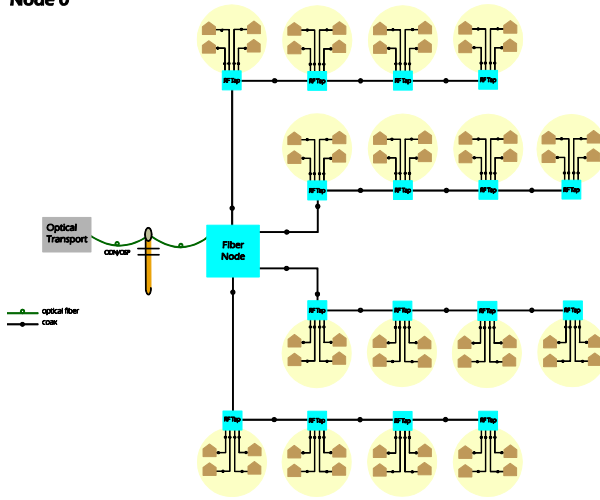 Node 0
RF Tap RF Tap RF Tap RF Tap
RF Tap RF Tap RF Tap RF Tap
Optical
Transport
ODN/OSP
Fiber
Node
optical fiber
coax
RF Tap RF Tap RF Tap RF Tap
RF Tap RF Tap RF Tap RF Tap